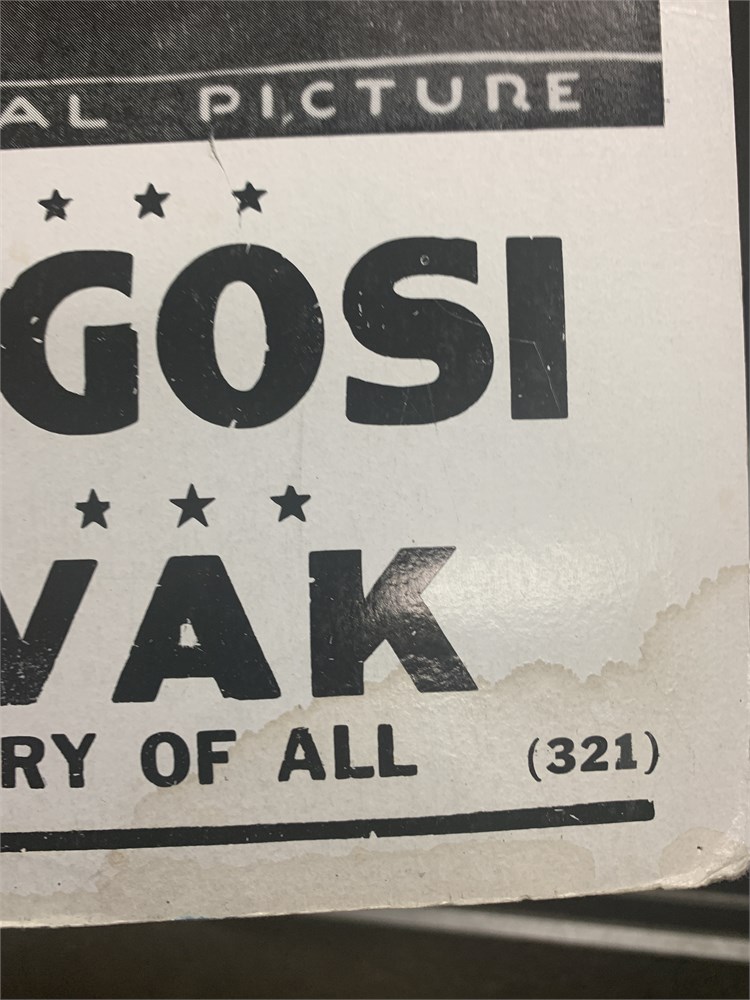 AL PICTURE
★ ★ ★
GOSI
★ ★ ★
VAK
RY OF ALL (321)